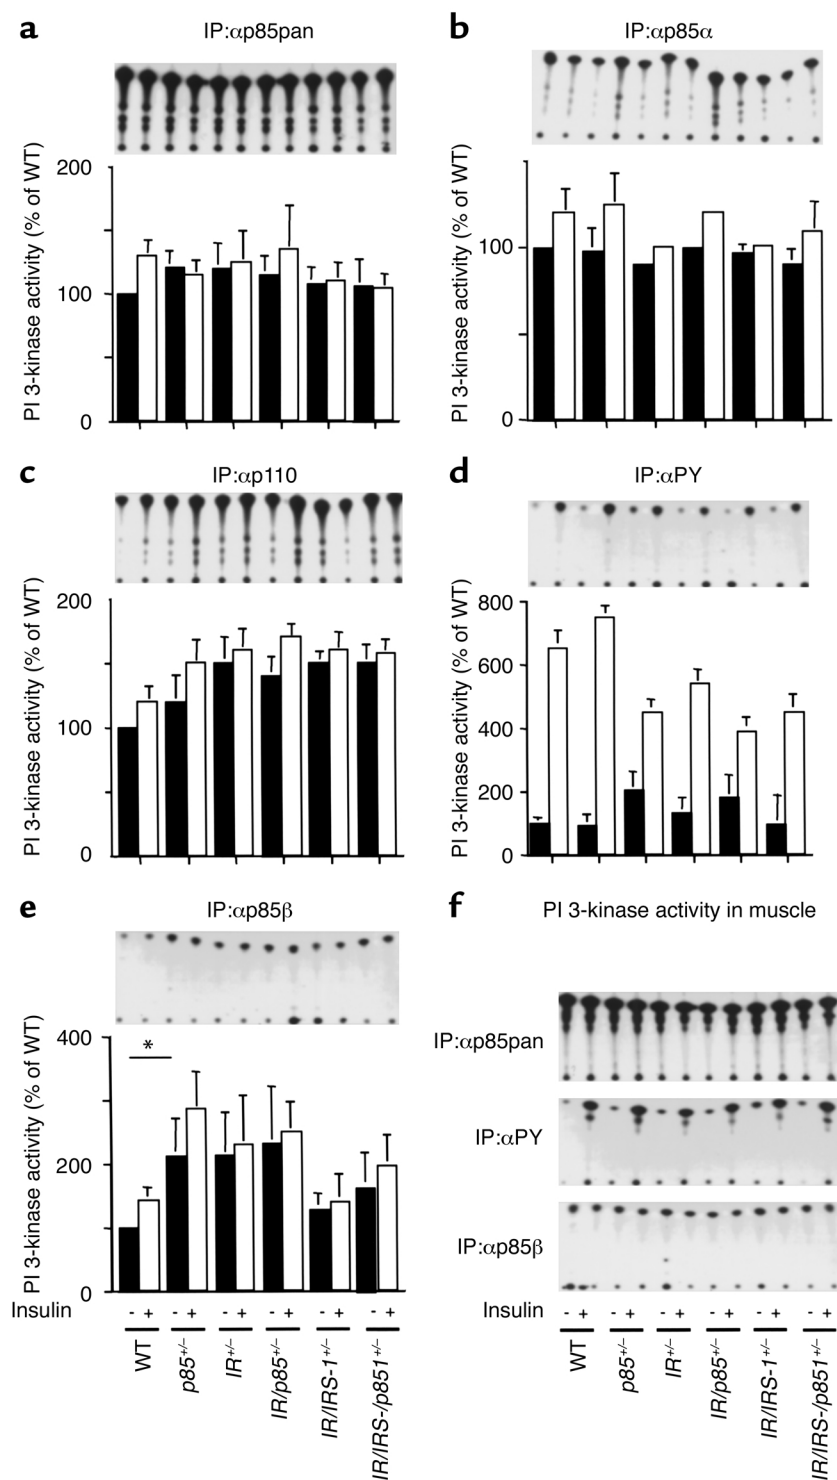 a
IP:αp85pan
PI 3-kinase activity (% of WT)
200
100
0
b
IP:αp85α
PI 3-kinase activity (% of WT)
100
0
c
IP:αp110
PI 3-kinase activity (% of WT)
200
100
0
d
IP:αPY
PI 3-kinase activity (% of WT)
800
600
400
200
0
e
IP:αp85β
PI 3-kinase activity (% of WT)
400
200
0
*
Insulin - + - + - + - + - + - +
WT
p85+/–
IR+/–
IR/p85+/–
IR/IRS-1+/–
IR/IRS-/p851+/–
f
PI 3-kinase activity in muscle
IP:αp85pan
IP:αPY
IP:αp85β
Insulin - + - + - + - + - + - +
WT
p85+/–
IR+/–
IR/p85+/–
IR/IRS-1+/–
IR/IRS-/p851+/–